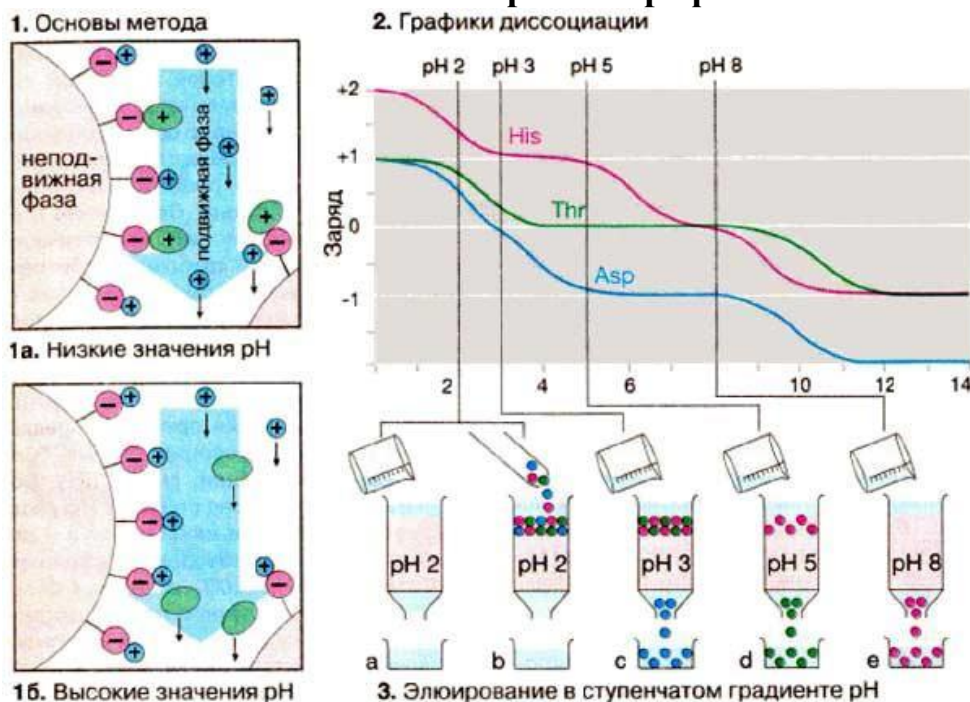 1. Основы метода
неподвижная фаза
подвижная фаза
1а. Низкие значения pH
1б. Высокие значения pH
2. Графики диссоциации
pH 2 pH 3 pH 5 pH 8
Заряд
+2
+1
0
-1
His
Thr
Asp
2 4 6 8 10 12 14
pH 2 pH 2 pH 3 pH 5 pH 8
a b c d e
3. Элюирование в ступенчатом градиенте pH